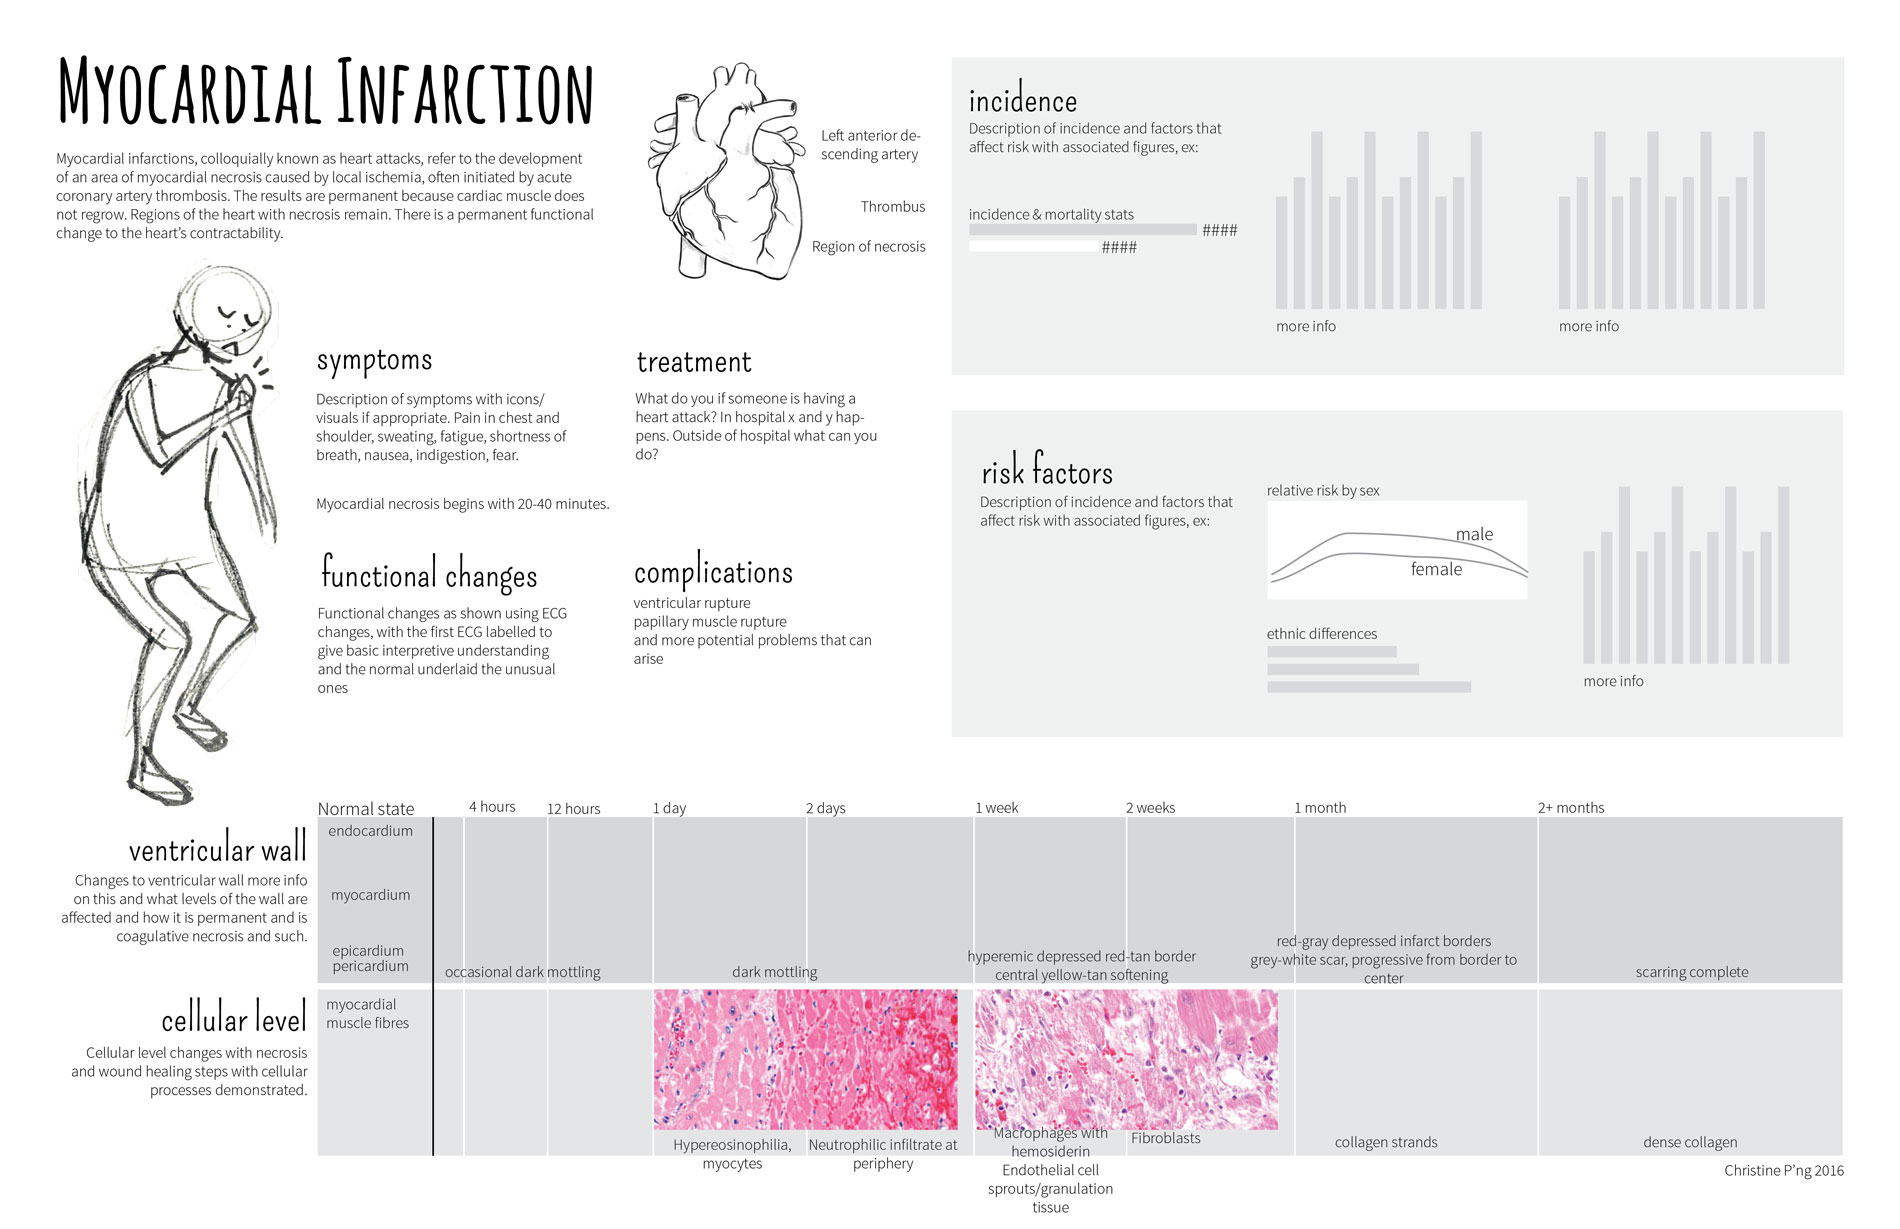 Myocardial Infarction
Myocardial infarctions, colloquially known as heart attacks, refer to the development
of an area of myocardial necrosis caused by local ischemia, often initiated by acute
coronary artery thrombosis. The results are permanent because cardiac muscle does
not regrow. Regions of the heart with necrosis remain. There is a permanent functional
change to the heart's contractability.
Left anterior de-
scending artery
Thrombus
Region of necrosis
symptoms
Description of symptoms with icons/
visuals if appropriate. Pain in chest and
shoulder, sweating, fatigue, shortness of
breath, nausea, indigestion, fear.
Myocardial necrosis begins with 20-40 minutes.
treatment
What do you if someone is having a
heart attack? In hospital x and y hap-
pens. Outside of hospital what can you
do?
functional changes
Functional changes as shown using ECG
changes, with the first ECG labelled to
give basic interpretive understanding
and the normal underlaid the unusual
ones
complications
ventricular rupture
papillary muscle rupture
and more potential problems that can
arise
incidence
Description of incidence and factors that
affect risk with associated figures, ex:
incidence & mortality stats
####
####
more info
more info
risk factors
Description of incidence and factors that
affect risk with associated figures, ex:
relative risk by sex
male
female
ethnic differences
more info
Normal state
4 hours
12 hours
1 day
2 days
1 week
2 weeks
1 month
2+ months
ventricular wall
Changes to ventricular wall more info
on this and what levels of the wall are
affected and how it is permanent and is
coagulative necrosis and such.
endocardium
myocardium
epicardium
pericardium
occasional dark mottling
dark mottling
hyperemic depressed red-tan border
central yellow-tan softening
red-gray depressed infarct borders
grey-white scar, progressive from border to
center
scarring complete
cellular level
Cellular level changes with necrosis
and wound healing steps with cellular
processes demonstrated.
myocardial
muscle fibres
Hypereosinophilia,
myocytes
Neutrophilic infiltrate at
periphery
Macrophages with
hemosiderin
Endothelial cell
sprouts/granulation
tissue
Fibroblasts
collagen strands
dense collagen
Christine P'ng 2016